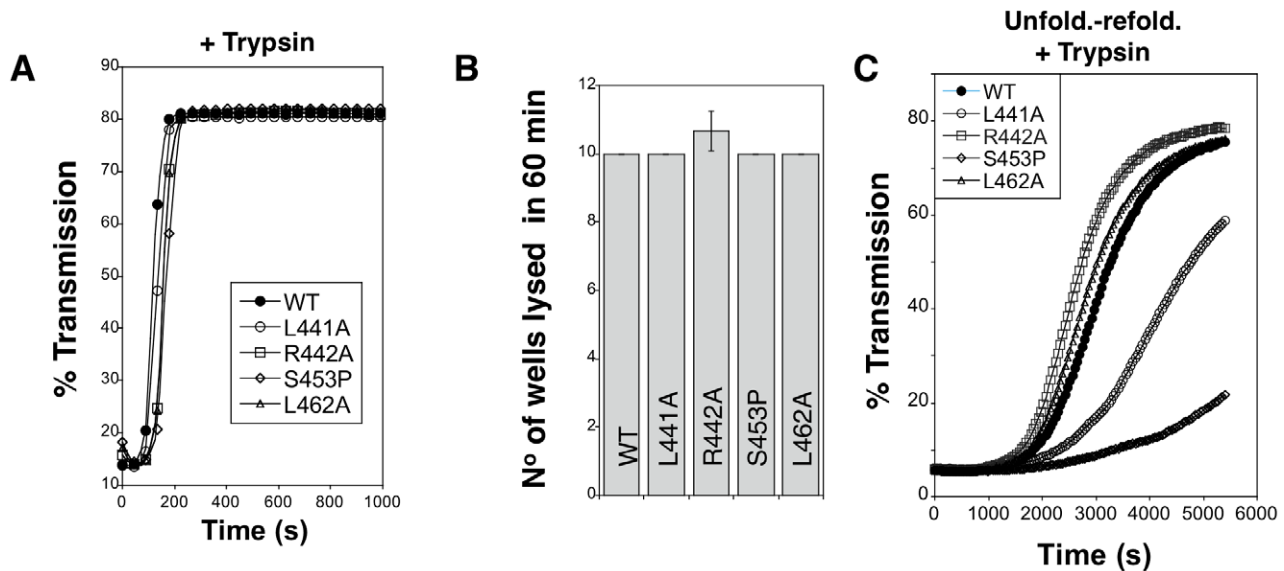 A
+ Trypsin
% Transmission
90
80
70
60
50
40
30
20
10
WT
L441A
R442A
S453P
L462A
0
200
400
600
800
1000
Time (s)
B
Nº of wells lysed in 60 min
12
10
8
6
4
2
0
WT
L441A
R442A
S453P
L462A
Unfold.-refold.
+ Trypsin
C
% Transmission
80
60
40
20
0
WT
L441A
R442A
S453P
L462A
0
1000
2000
3000
4000
5000
6000
Time (s)